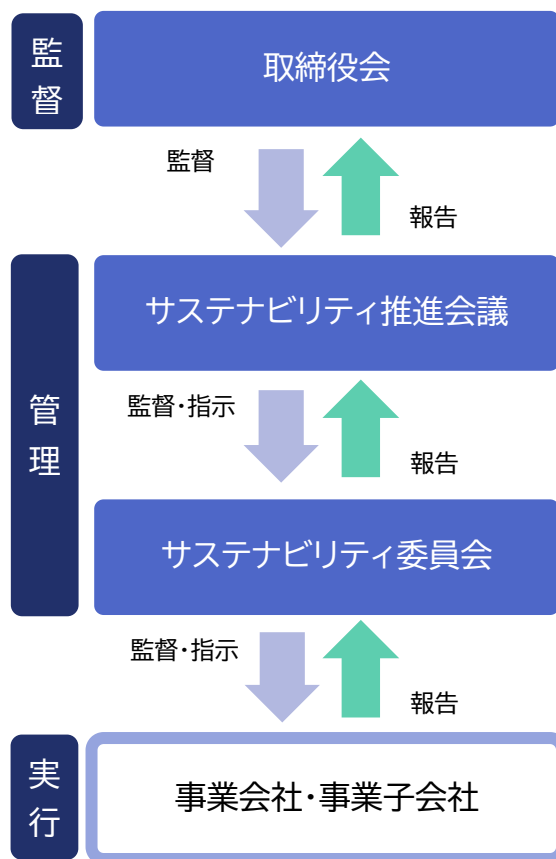 監督
取締役会
監督
報告
管理
サステナビリティ推進会議
監督・指示
報告
サステナビリティ委員会
監督・指示
報告
実行
事業会社・事業子会社